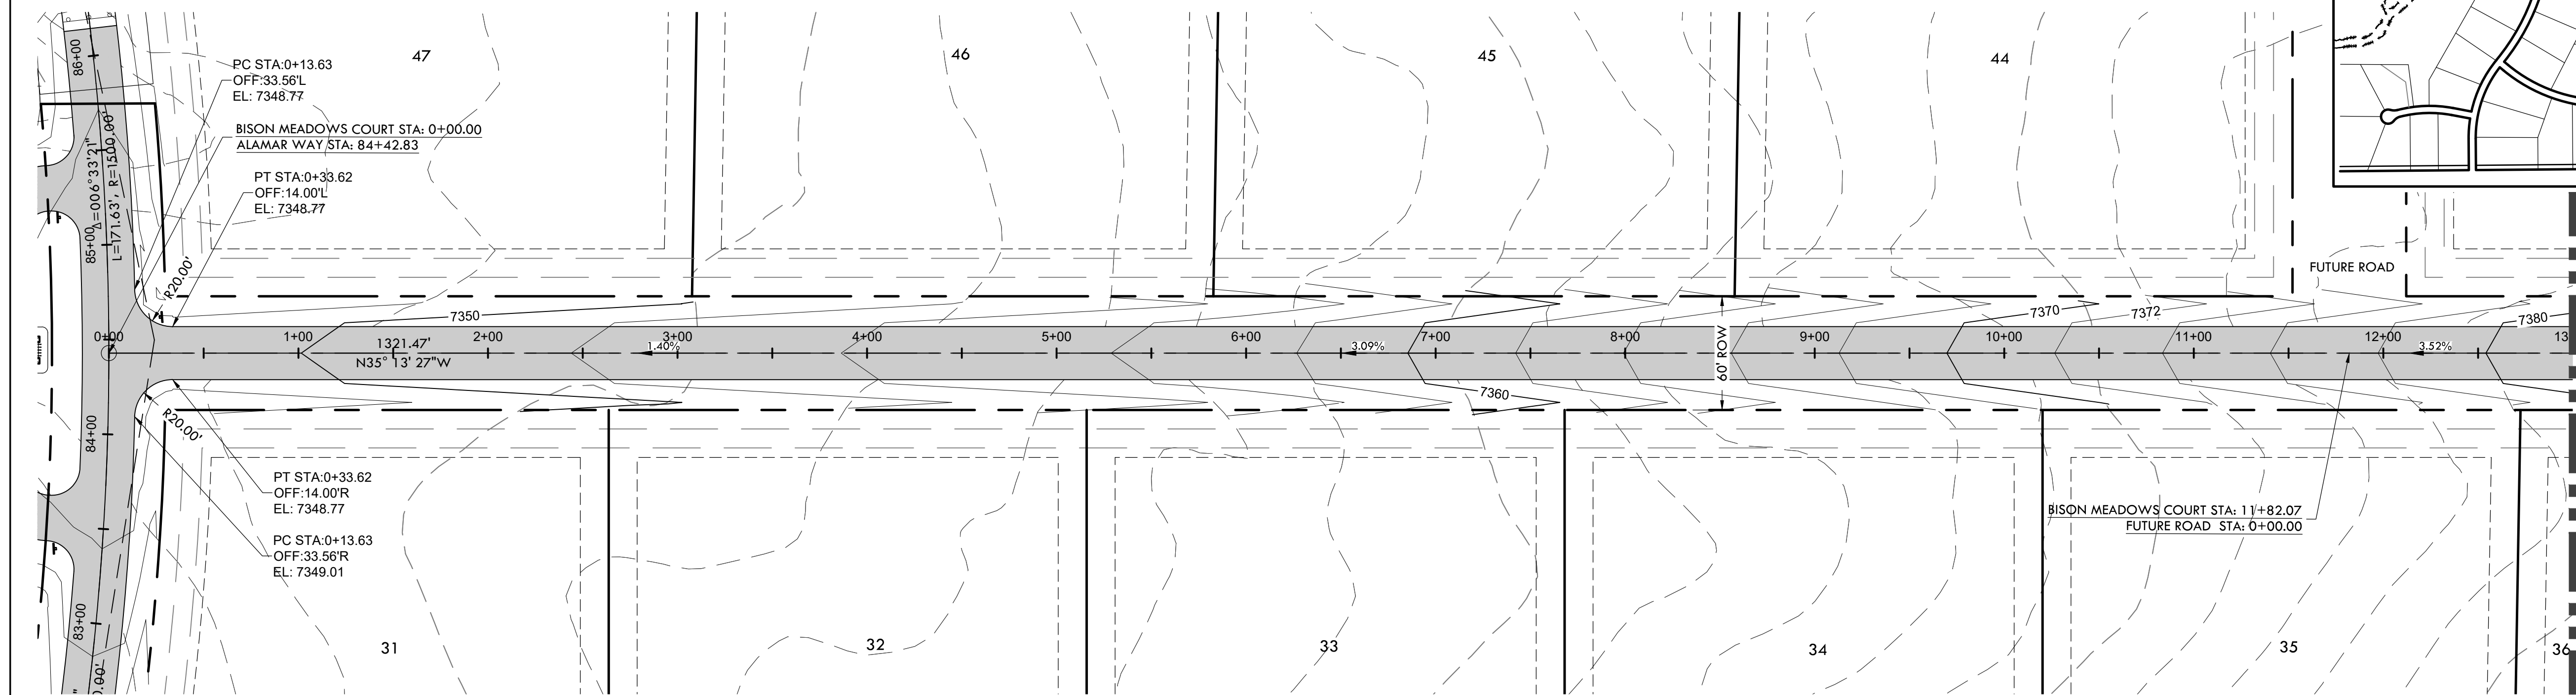 47
46
45
44
86+00
PC STA:0+13.63
OFF:33.56'L
EL: 7348.77
BISON MEADOWS COURT STA: 0+00.00
ALAMAR WAY STA: 84+42.83
PT STA:0+33.62
OFF:14.00'L
EL: 7348.77
Δ=006°33'21"
L=171.63', R=1500.00'
85+00
R20.00'
FUTURE ROAD
7350
7370
7372
7380
0+00
1+00
2+00
3+00
4+00
5+00
6+00
7+00
8+00
9+00
10+00
11+00
12+00
13
1321.47'
N35° 13' 27"W
1.40%
3.09%
60' ROW
3.52%
7360
R20.00'
84+00
PT STA:0+33.62
OFF:14.00'R
EL: 7348.77
PC STA:0+13.63
OFF:33.56'R
EL: 7349.01
BISON MEADOWS COURT STA: 11+82.07
FUTURE ROAD STA: 0+00.00
83+00
31
32
33
34
35
36